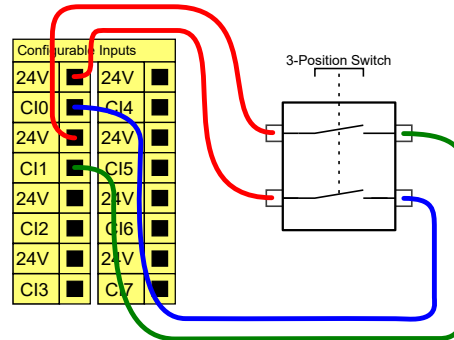 Configurable Inputs
24V 24V
CI0 CI4
24V 24V
CI1 CI5
24V 24V
CI2 CI6
24V 24V
CI3 CI7
3-Position Switch